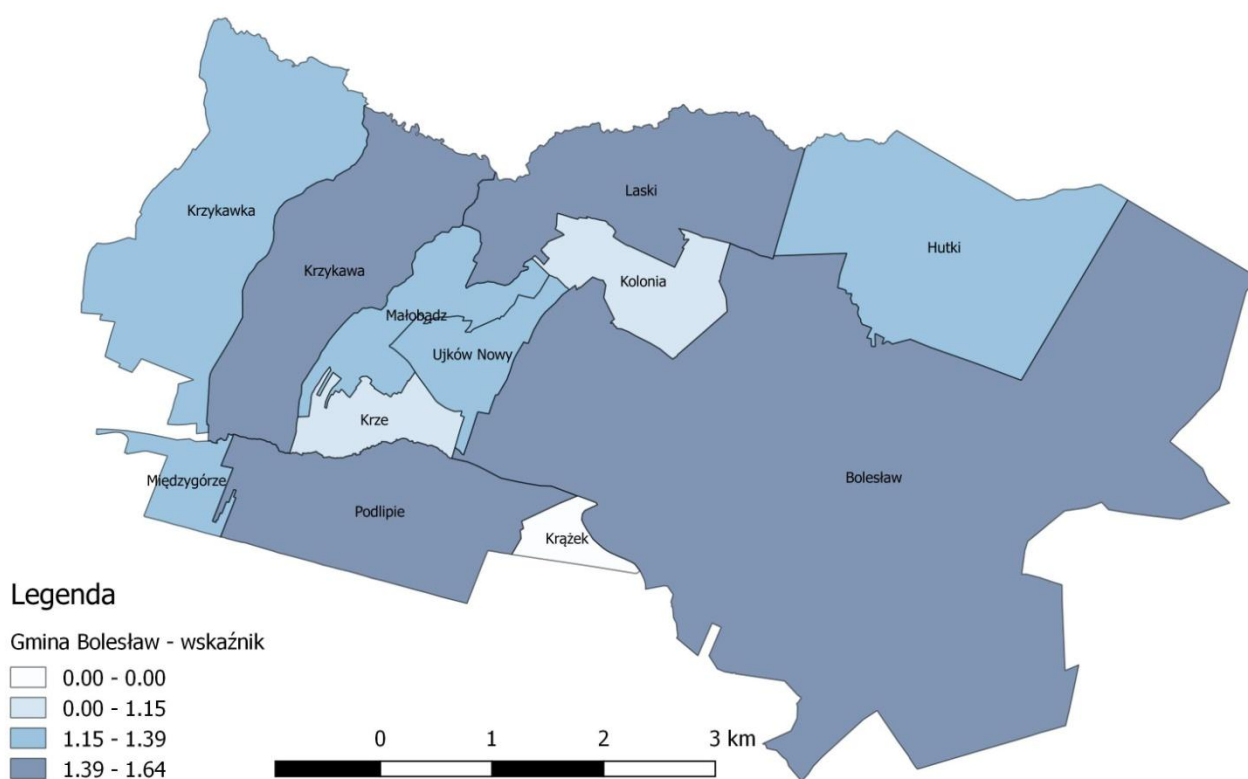 Laski
Krzykawka
Hutki
Krzykawa
Kolonia
Małobądz
Ujków Nowy
Krze
Bolesław
Międzygórze
Podlipie
Krążek
Legenda
Gmina Bolesław - wskaźnik
0.00 - 0.00
0.00 - 1.15
1.15 - 1.39
1.39 - 1.64
0 1 2 3 km